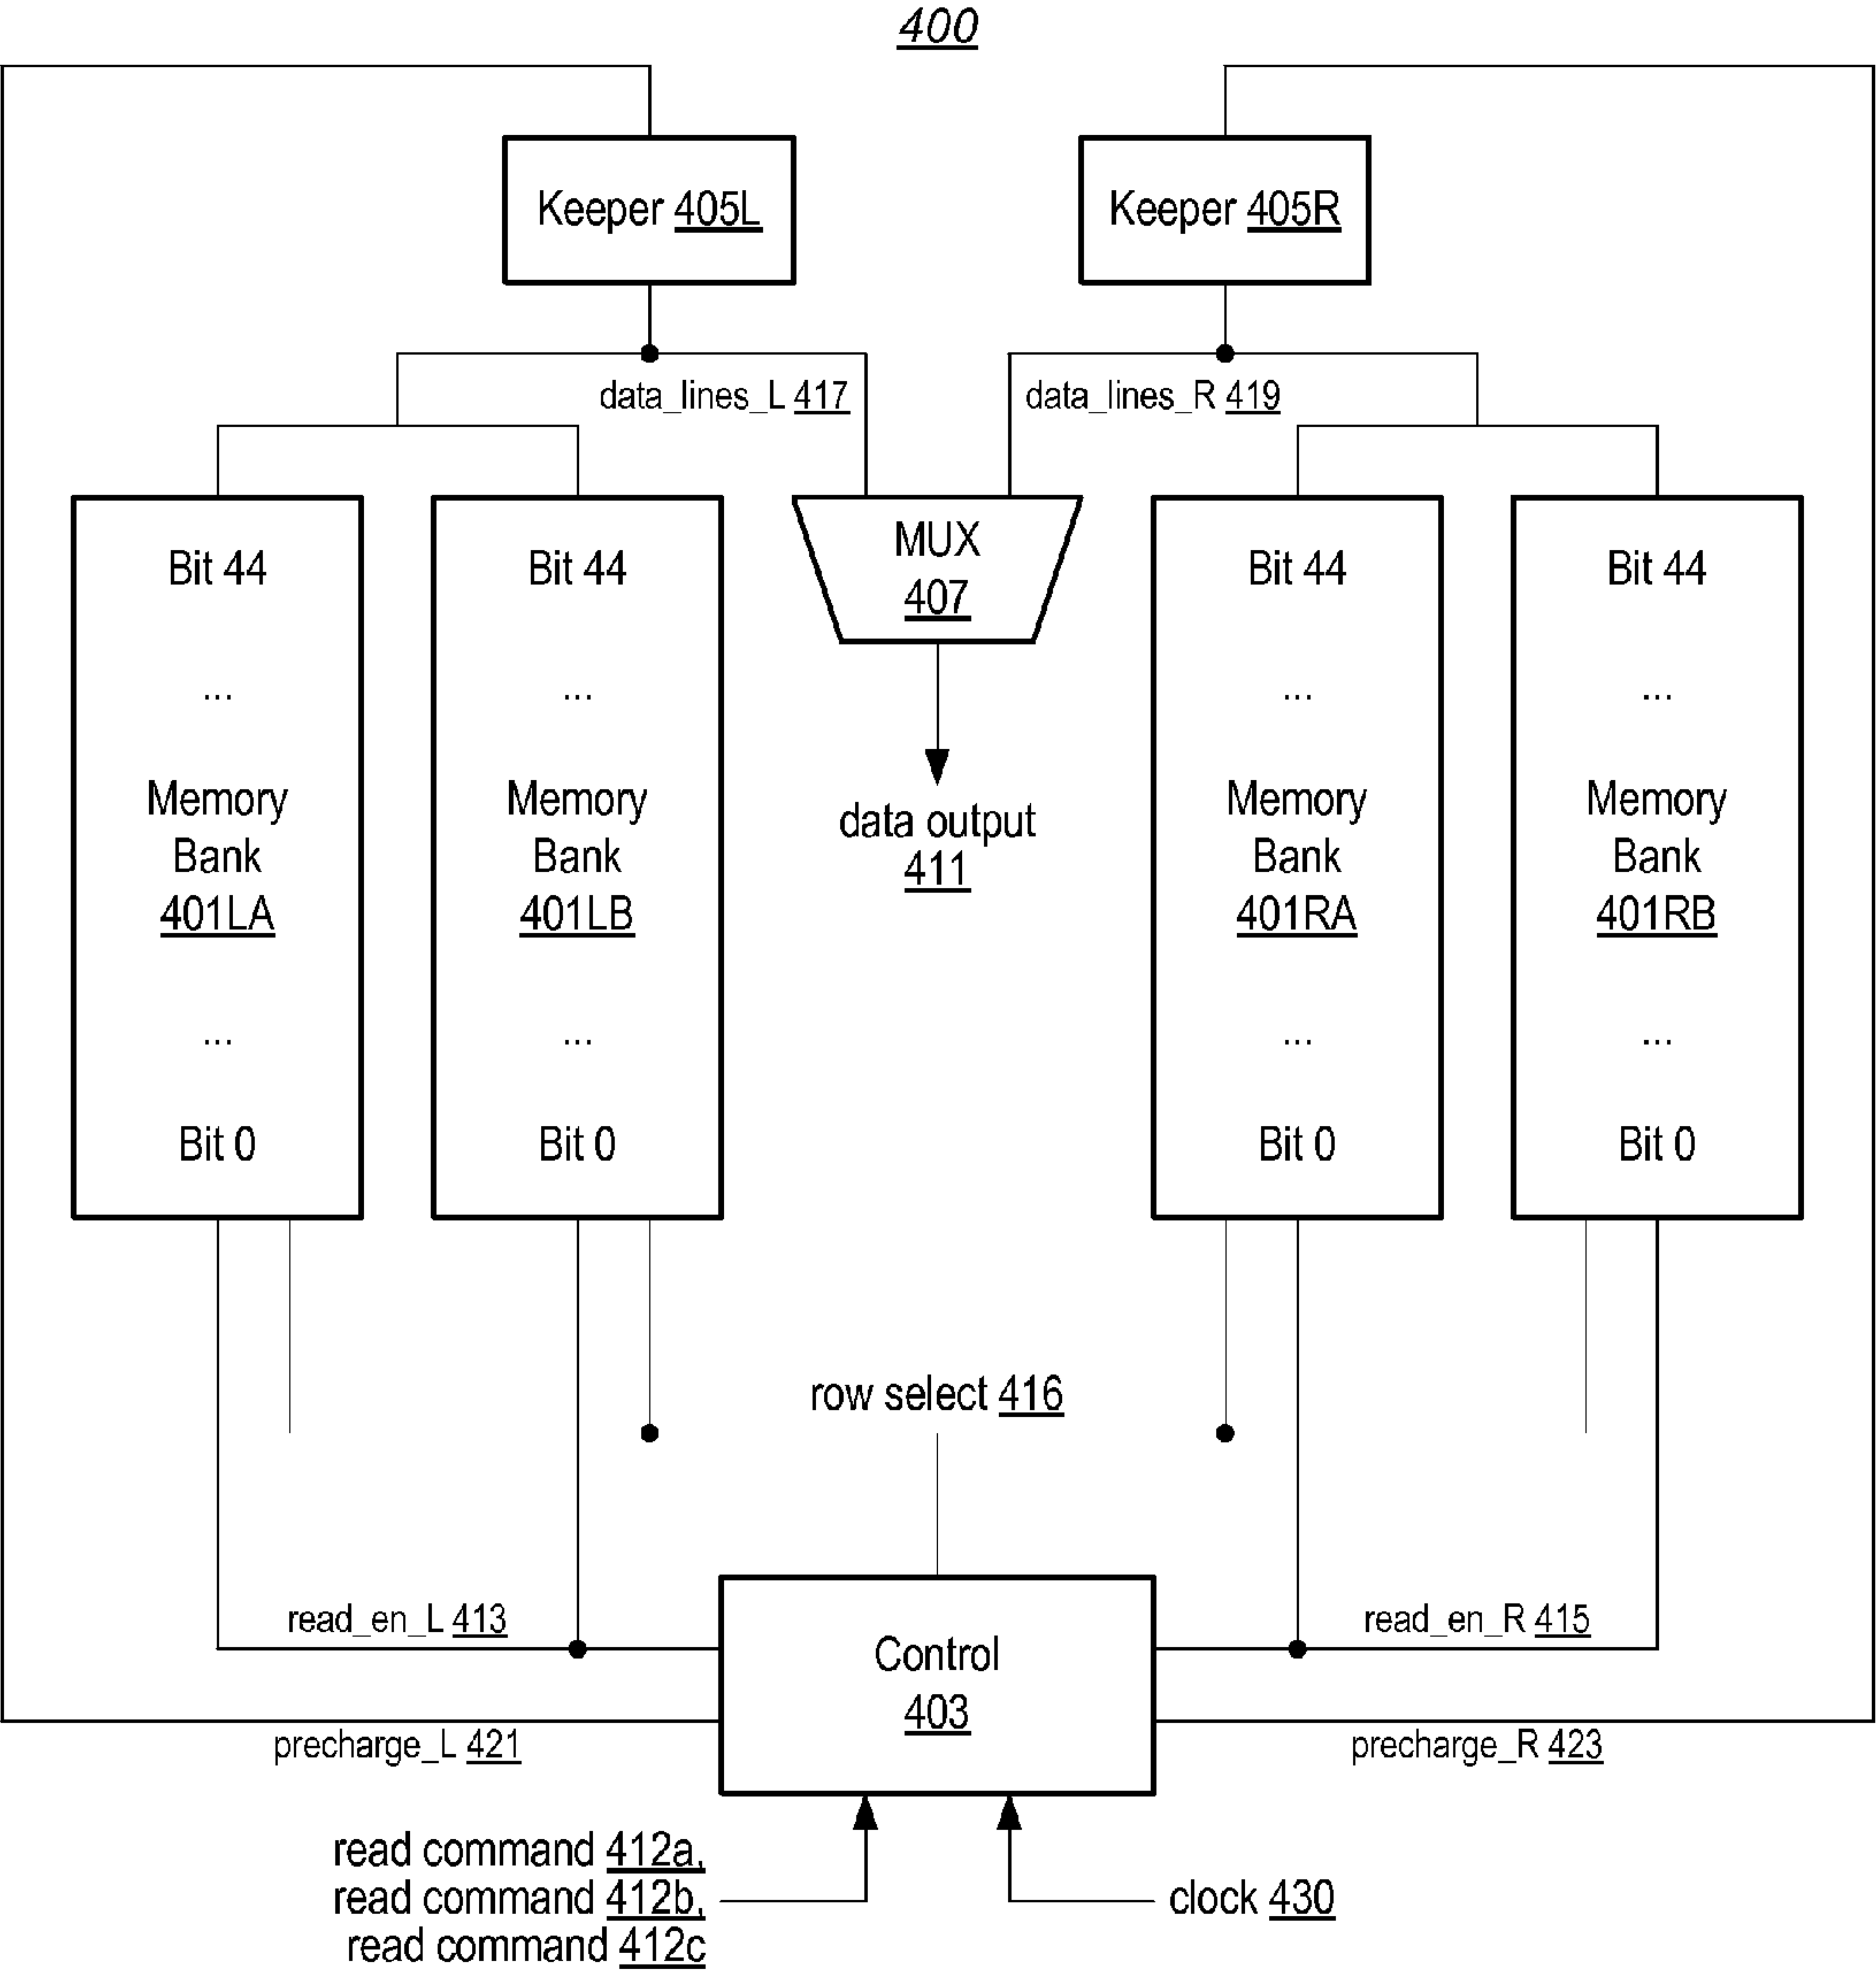 400
Keeper 405L
Keeper 405R
data_lines_L 417
data_lines_R 419
Bit 44
...
Memory
Bank
401LA
...
Bit 0
Bit 44
...
Memory
Bank
401LB
...
Bit 0
MUX
407
data output
411
Bit 44
...
Memory
Bank
401RA
...
Bit 0
Bit 44
...
Memory
Bank
401RB
...
Bit 0
row select 416
read_en_L 413
read_en_R 415
Control
403
precharge_L 421
precharge_R 423
read command 412a,
read command 412b,
read command 412c
clock 430